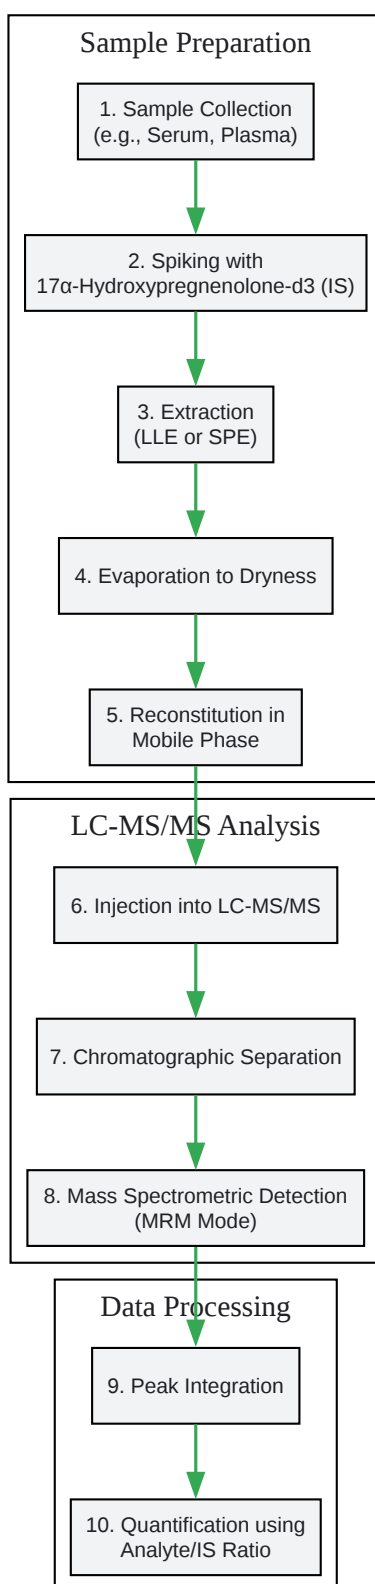 Sample Preparation
1. Sample Collection
(e.g., Serum, Plasma)
2. Spiking with
17α-Hydroxypregnenolone-d3 (IS)
3. Extraction
(LLE or SPE)
4. Evaporation to Dryness
5. Reconstitution in
Mobile Phase
LC-MS/MS Analysis
6. Injection into LC-MS/MS
7. Chromatographic Separation
8. Mass Spectrometric Detection
(MRM Mode)
Data Processing
9. Peak Integration
10. Quantification using
Analyte/IS Ratio